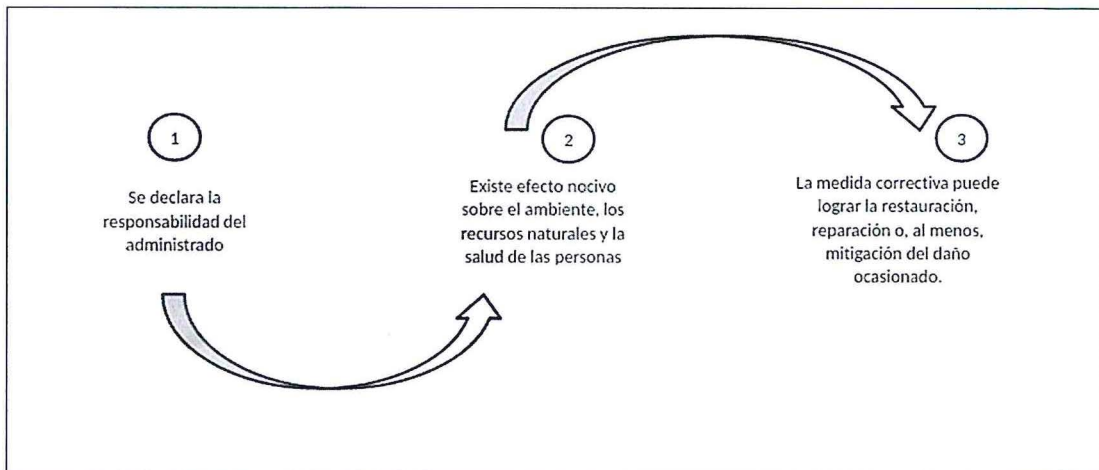 1
Se declara la
responsabilidad del
administrado
2
Existe efecto nocivo
sobre el ambiente, los
recursos naturales y la
salud de las personas
3
La medida correctiva puede
lograr la restauración,
reparación o, al menos,
mitigación del daño
ocasionado.